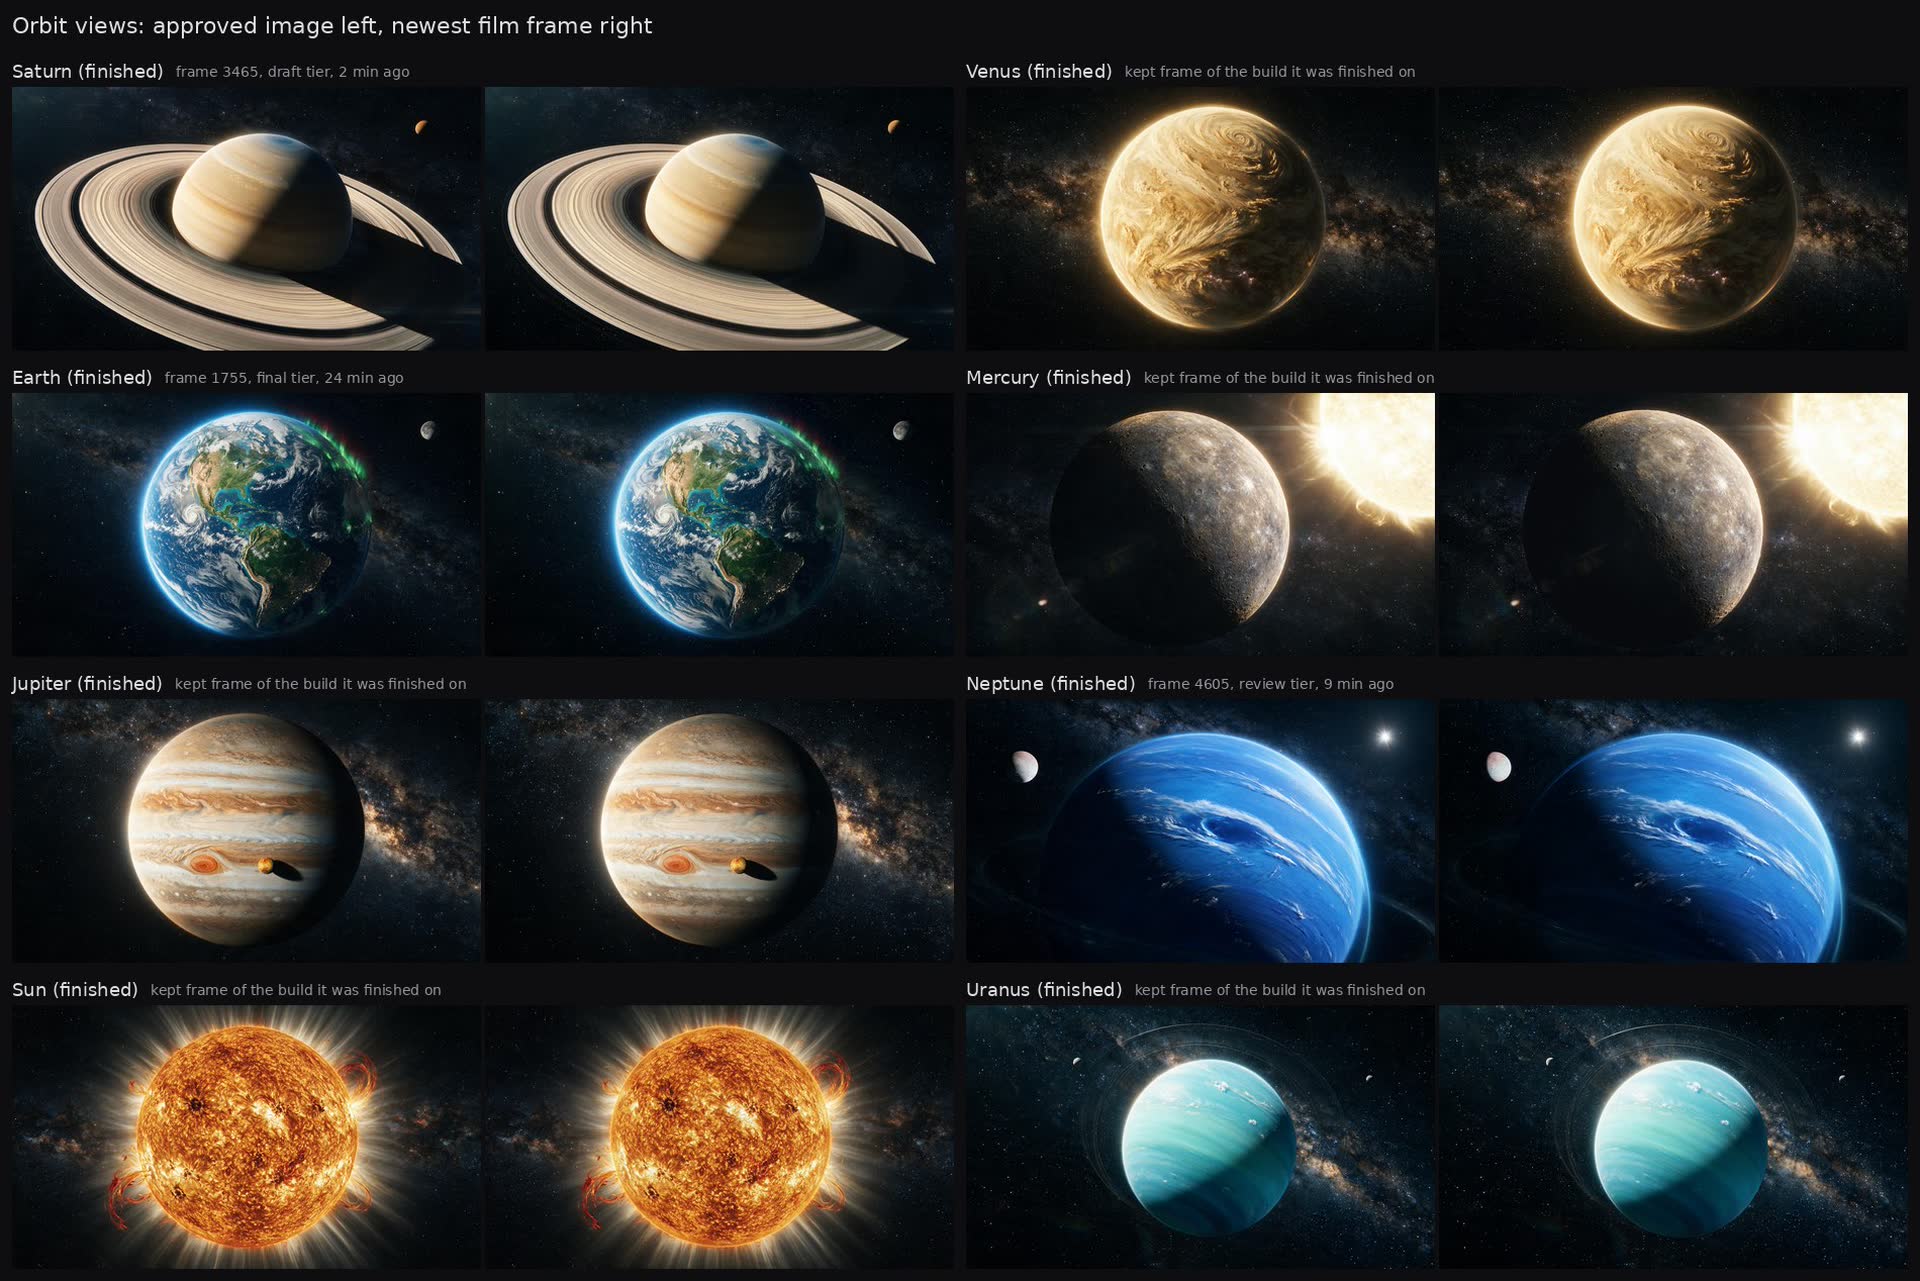 Orbit views: approved image left, newest film frame right
Saturn (finished) frame 3465, draft tier, 2 min ago
Venus (finished) kept frame of the build it was finished on
Earth (finished) frame 1755, final tier, 24 min ago
Mercury (finished) kept frame of the build it was finished on
Jupiter (finished) kept frame of the build it was finished on
Neptune (finished) frame 4605, review tier, 9 min ago
Sun (finished) kept frame of the build it was finished on
Uranus (finished) kept frame of the build it was finished on